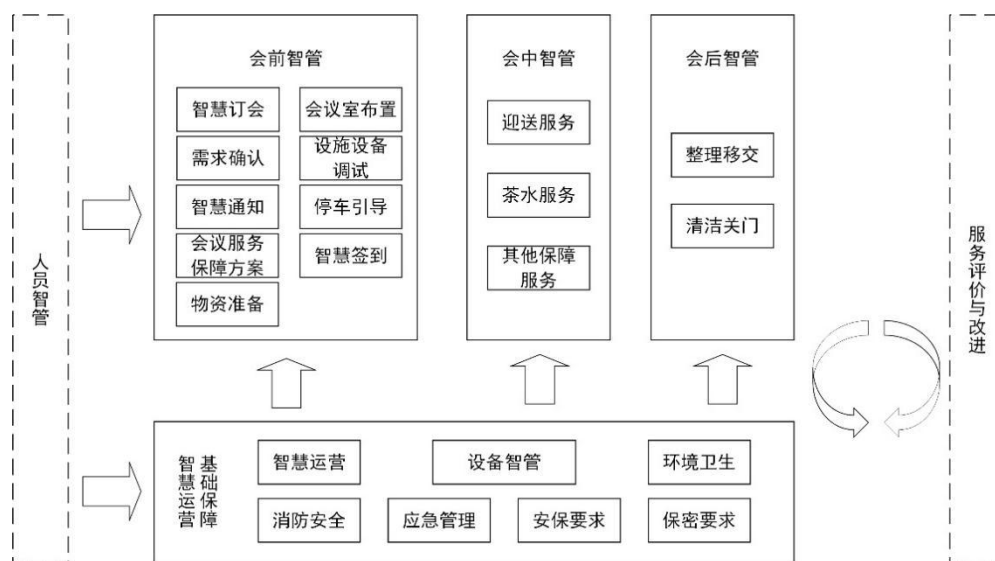 人员智管
会前智管
智慧订会
会议室布置
需求确认
设施设备
调试
智慧通知
停车引导
会议服务
保障方案
智慧签到
物资准备
会中智管
迎送服务
茶水服务
其他保障
服务
会后智管
整理移交
清洁关门
基础保障
智慧运营
智慧运营
设备智管
环境卫生
消防安全
应急管理
安保要求
保密要求
服务评价与改进